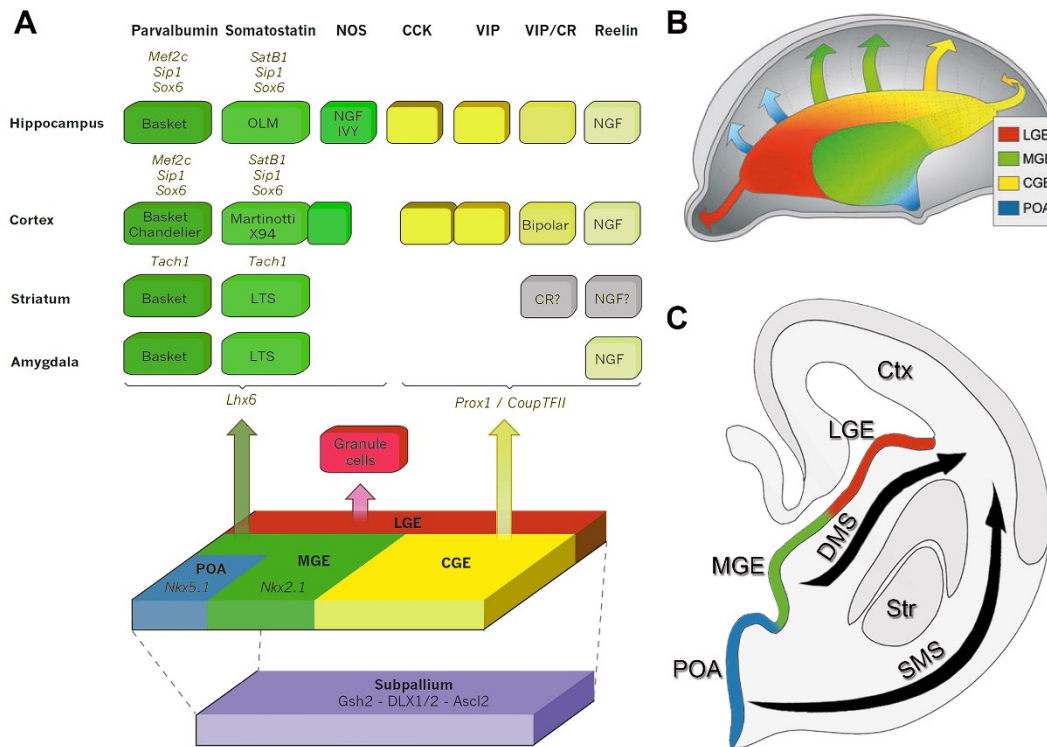 A
Parvalbumin Somatostatin NOS CCK VIP VIP/CR Reelin
Mef2c SatB1
Sip1 Sip1
Sox6 Sox6
Hippocampus Basket OLM NGF IVY NGF
Mef2c SatB1
Sip1 Sip1
Sox6 Sox6
Cortex Basket Chandelier Martinotti X94 Bipolar NGF
Tach1 Tach1
Striatum Basket LTS CR? NGF?
Amygdala Basket LTS NGF
Lhx6 Prox1 / CoupTFII
Granule
cells
LGE
POA MGE CGE
Nkx5.1 Nkx2.1
Subpallium
Gsh2 - DLX1/2 - Ascl2
B
LGE
MGE
CGE
POA
C
Ctx
LGE
DMS
MGE
Str
POA
SMS